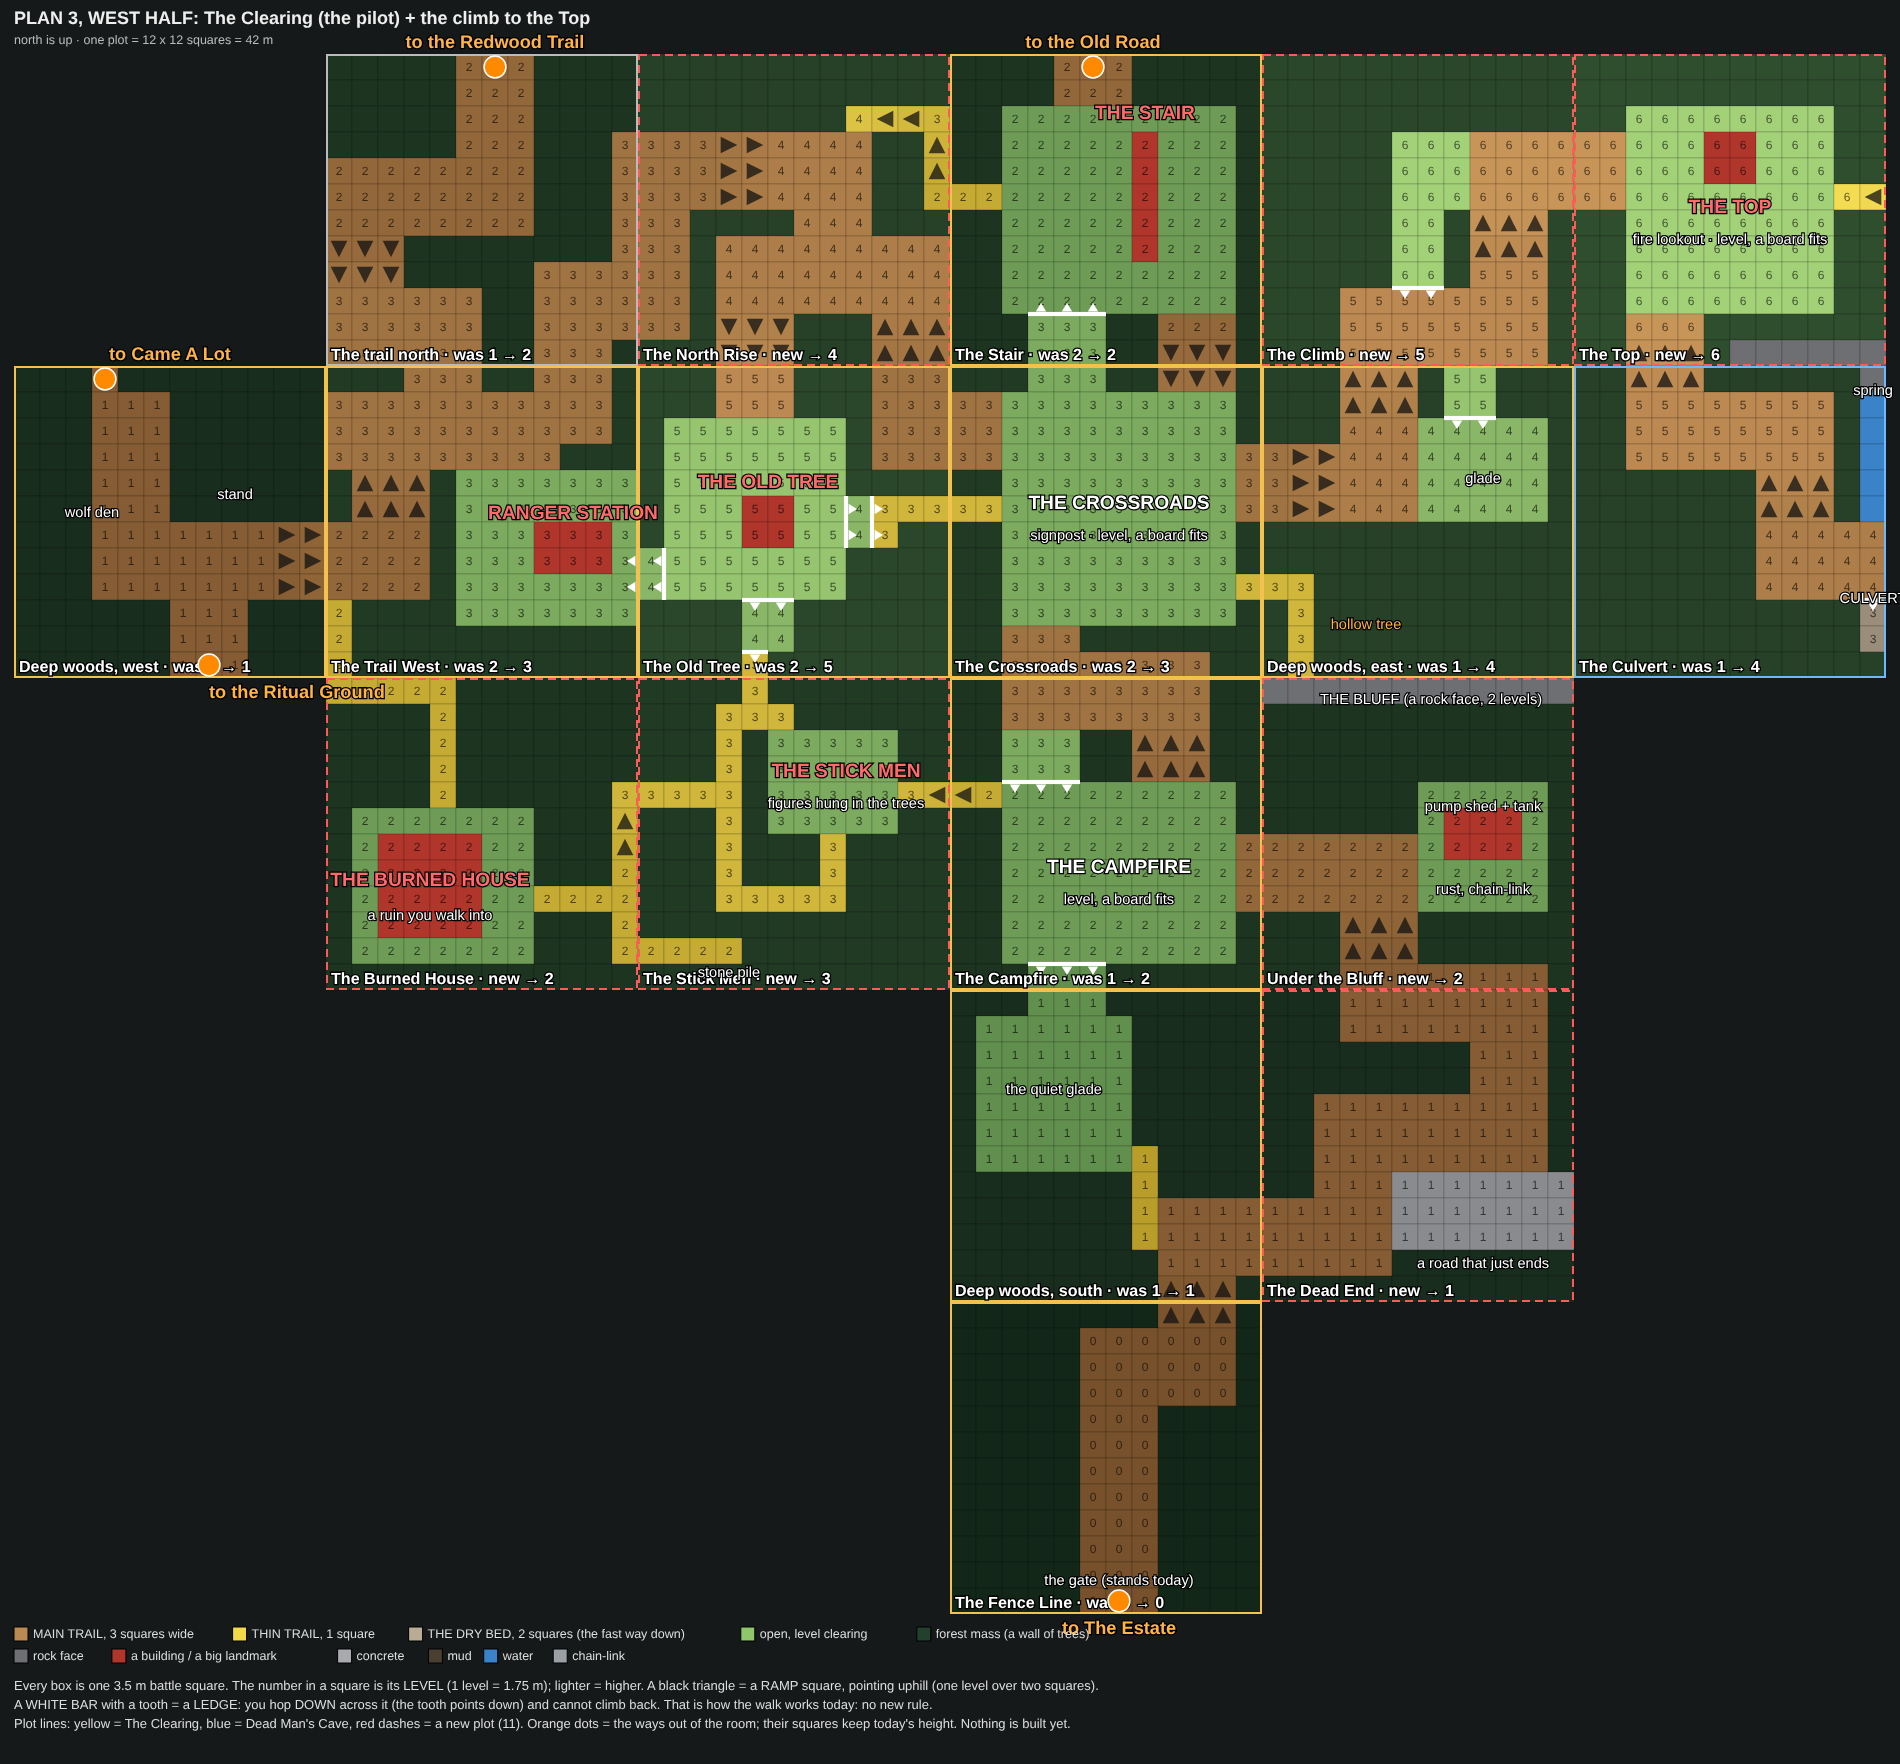 PLAN 3, WEST HALF: The Clearing (the pilot) + the climb to the Top
north is up · one plot = 12 x 12 squares = 42 m
to the Redwood Trail
to the Old Road
THE STAIR
THE TOP
fire lookout · level, a board fits
to Came A Lot
The trail north · was 1 → 2
The North Rise · new → 4
The Stair · was 2 → 2
The Climb · new → 5
The Top · new → 6
spring
THE OLD TREE
glade
stand
wolf den
RANGER STATION
THE CROSSROADS
signpost · level, a board fits
CULVERT
hollow tree
Deep woods, west · was → 1
The Trail West · was 2 → 3
The Old Tree · was 2 → 5
The Crossroads · was 2 → 3
Deep woods, east · was 1 → 4
The Culvert · was 1 → 4
to the Ritual Ground
THE BLUFF (a rock face, 2 levels)
THE STICK MEN
figures hung in the trees
pump shed + tank
THE CAMPFIRE
level, a board fits
THE BURNED HOUSE
a ruin you walk into
rust, chain-link
stone pile
The Burned House · new → 2
The Stick Men · new → 3
The Campfire · was 1 → 2
Under the Bluff · new → 2
the quiet glade
a road that just ends
Deep woods, south · was 1 → 1
The Dead End · new → 1
the gate (stands today)
The Fence Line · → 0
to The Estate
MAIN TRAIL, 3 squares wide
THIN TRAIL, 1 square
THE DRY BED, 2 squares (the fast way down)
open, level clearing
forest mass (a wall of trees)
rock face
a building / a big landmark
concrete
mud
water
chain-link
Every box is one 3.5 m battle square. The number in a square is its LEVEL (1 level = 1.75 m); lighter = higher. A black triangle = a RAMP square, pointing uphill (one level over two squares).
A WHITE BAR with a tooth = a LEDGE: you hop DOWN across it (the tooth points down) and cannot climb back. That is how the walk works today: no new rule.
Plot lines: yellow = The Clearing, blue = Dead Man's Cave, red dashes = a new plot (11). Orange dots = the ways out of the room; their squares keep today's height. Nothing is built yet.